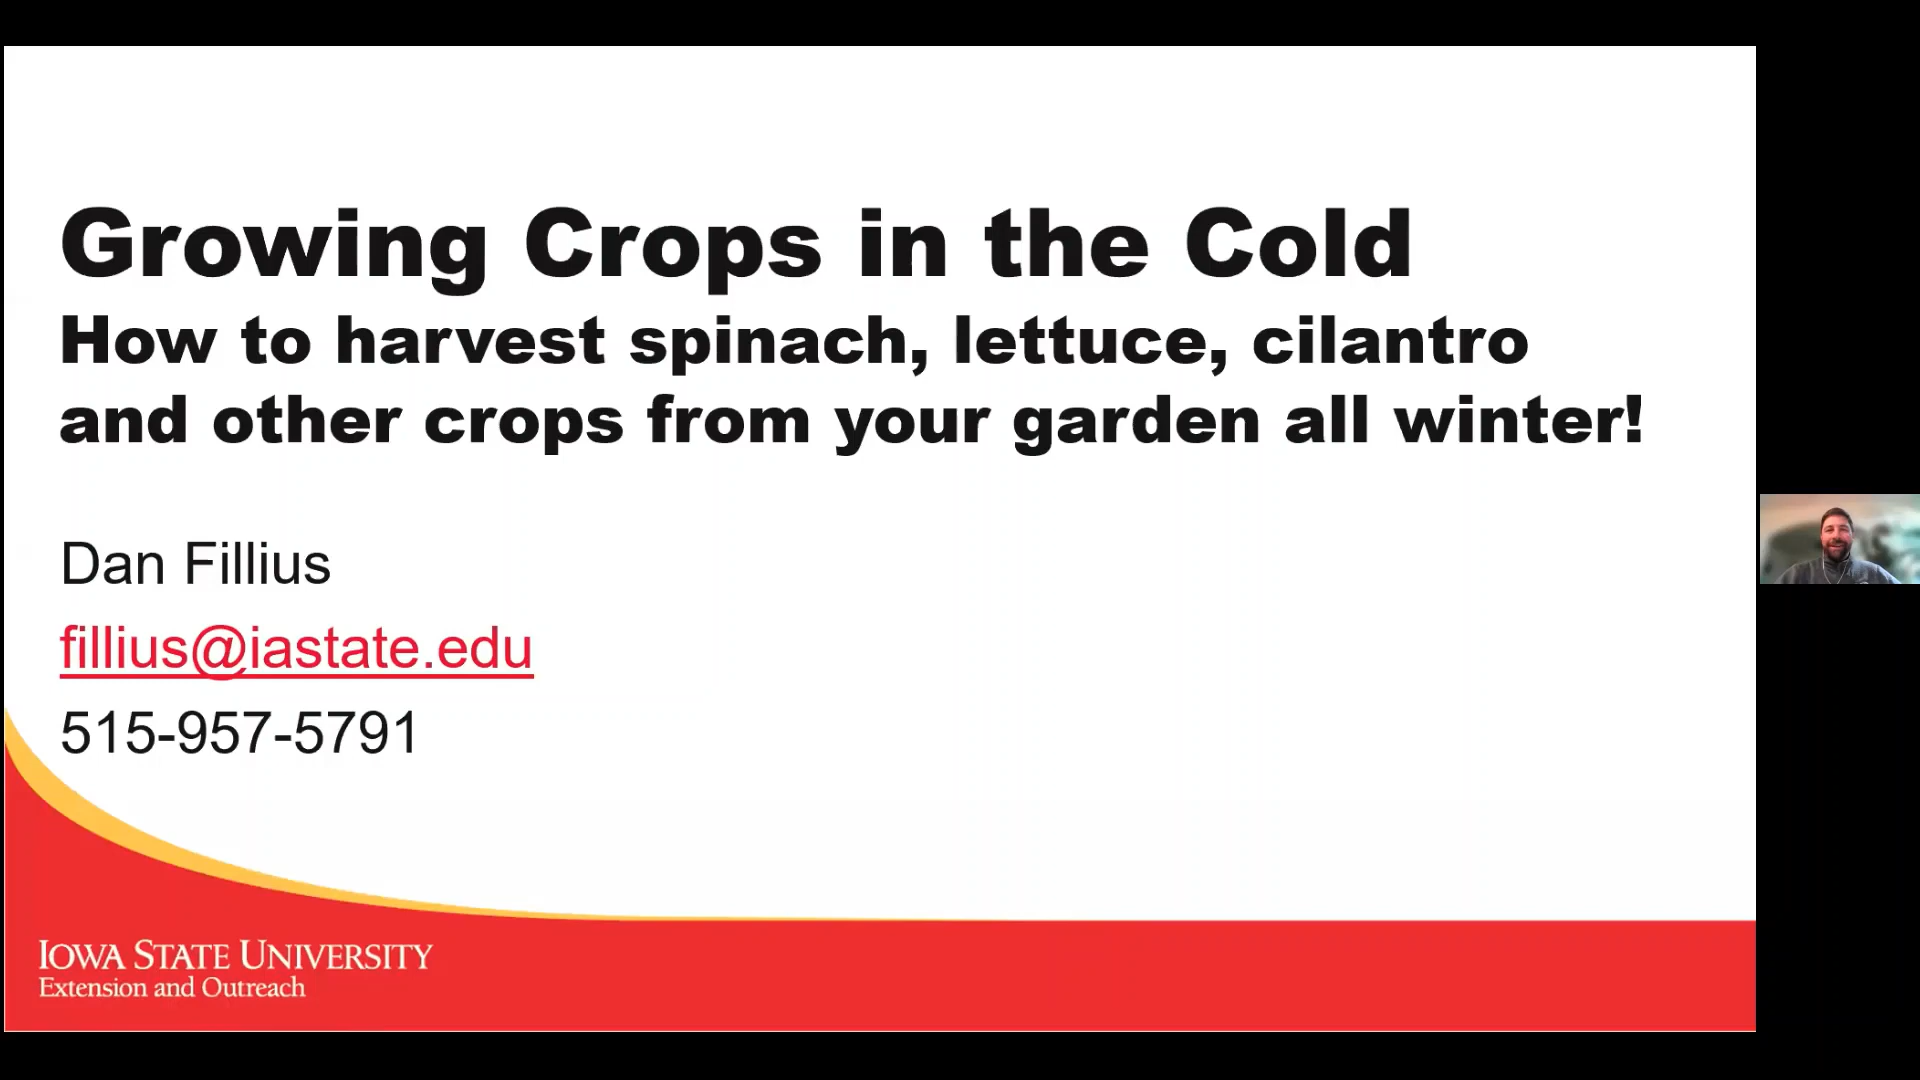 Growing Crops in the Cold
How to harvest spinach, lettuce, cilantro
and other crops from your garden all winter!
Dan Fillius
fillius@iastate.edu
515-957-5791
IOWA STATE UNIVERSITY
Extension and Outreach